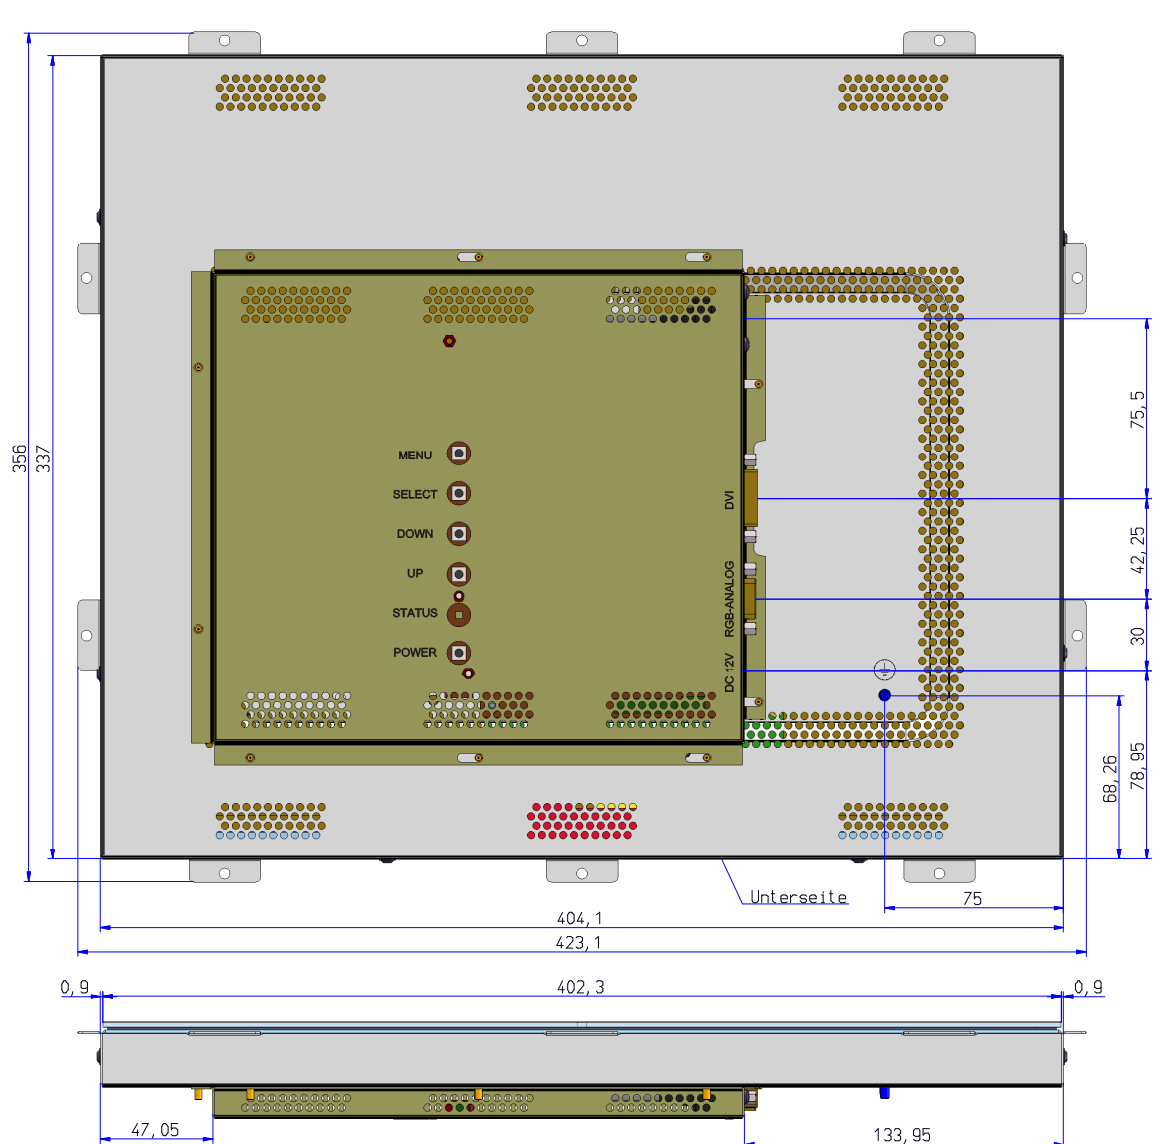 356
337
MENU
SELECT
DOWN
UP
STATUS
POWER
DVI
RGB-ANALOG
DC 12V
75,5
42,25
30
78,95
68,26
Unterseite
75
404,1
423,1
0,9
402,3
0,9
47,05
133,95